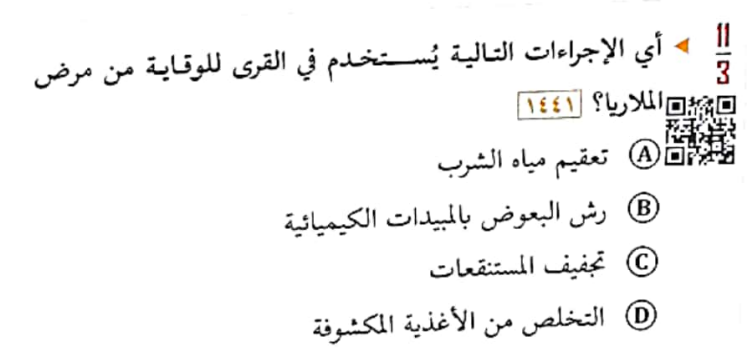 11
3
◀ أي الإجراءات التالية يُستخدم في القرى للوقاية من مرض
الملاريا؟ ١٤٤١
A تعقيم مياه الشرب
B رش البعوض بالمبيدات الكيميائية
C تجفيف المستنقعات
D التخلص من الأغذية المكشوفة